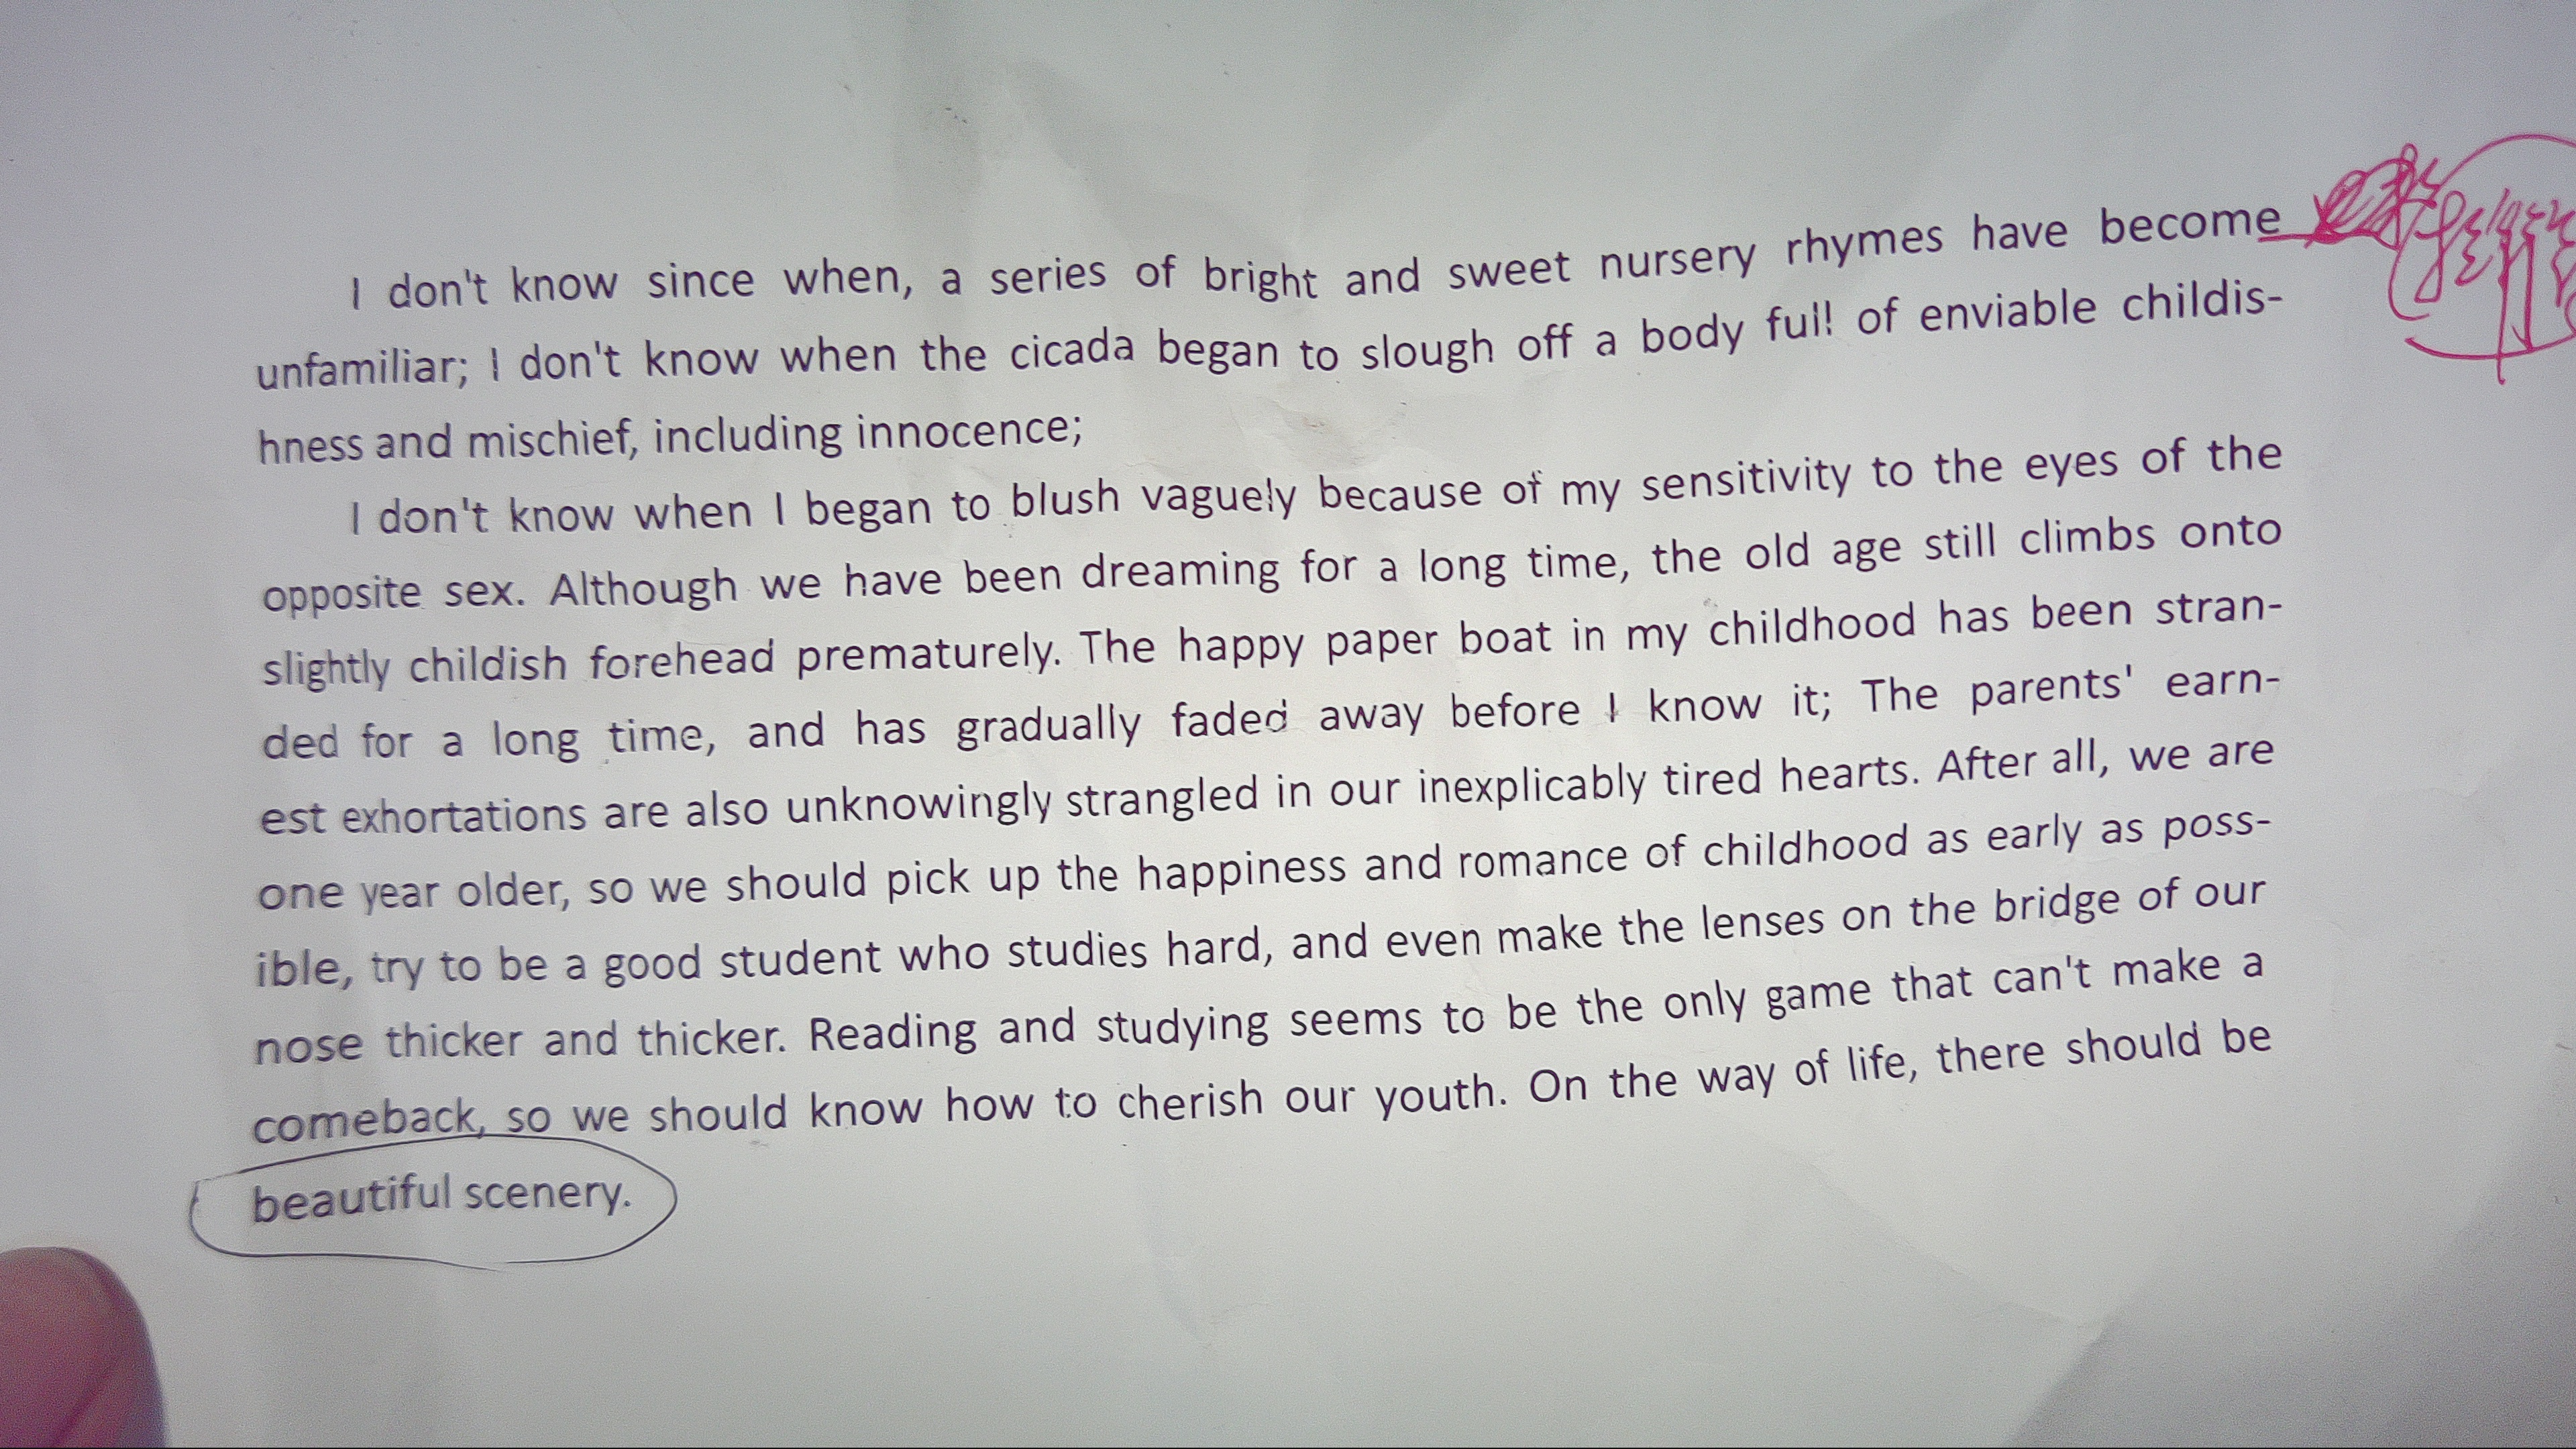 I don't know since when, a series of bright and sweet nursery rhymes have become
unfamiliar; I don't know when the cicada began to slough off a body full of enviable childis-
hness and mischief, including innocence;
I don't know when I began to blush vaguely because of my sensitivity to the eyes of the
opposite sex. Although we have been dreaming for a long time, the old age still climbs onto
slightly childish forehead prematurely. The happy paper boat in my childhood has been stran-
ded for a long time, and has gradually faded away before I know it; The parents' earn-
est exhortations are also unknowingly strangled in our inexplicably tired hearts. After all, we are
one year older, so we should pick up the happiness and romance of childhood as early as poss-
ible, try to be a good student who studies hard, and even make the lenses on the bridge of our
nose thicker and thicker. Reading and studying seems to be the only game that can't make a
comeback, so we should know how to cherish our youth. On the way of life, there should be
beautiful scenery.